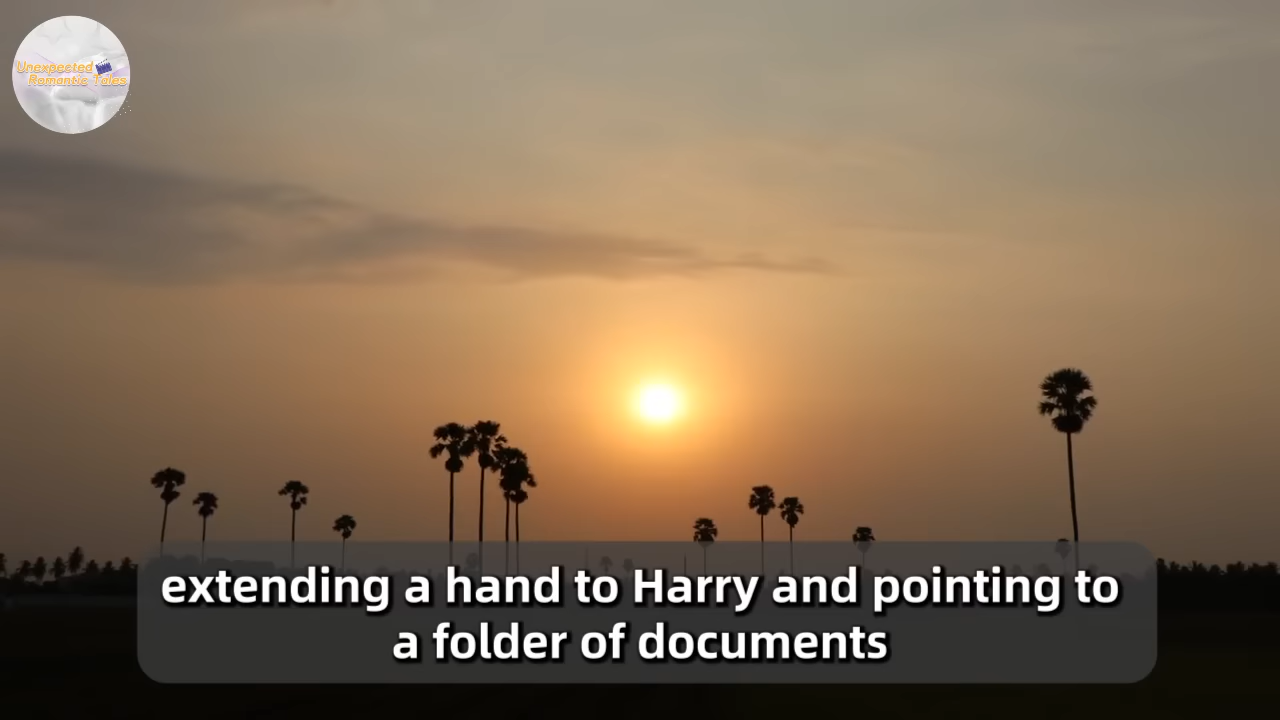 Unexpected
Romantic Tales
extending a hand to Harry and pointing to
a folder of documents